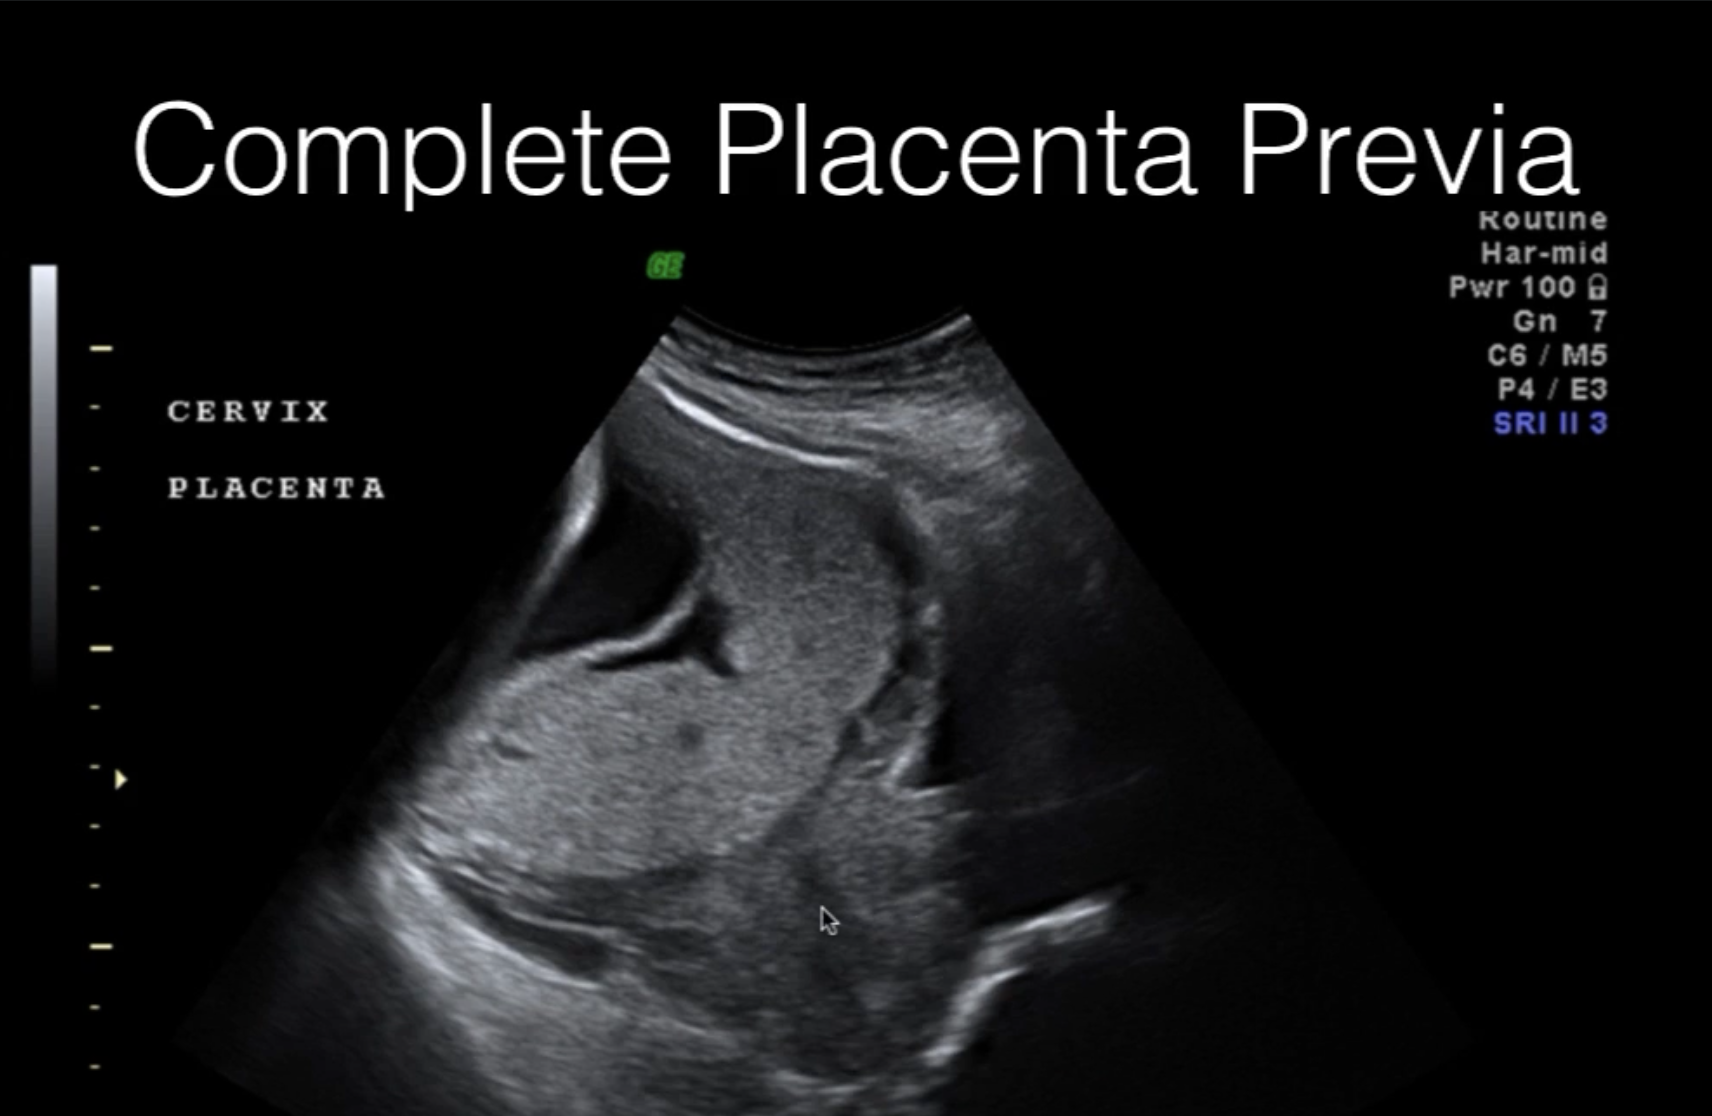 Complete Placenta Previa
Routine
Har-mid
Pwr 100
Gn 7
C6 / M5
P4 / E3
SRI II 3
GE
CERVIX
PLACENTA